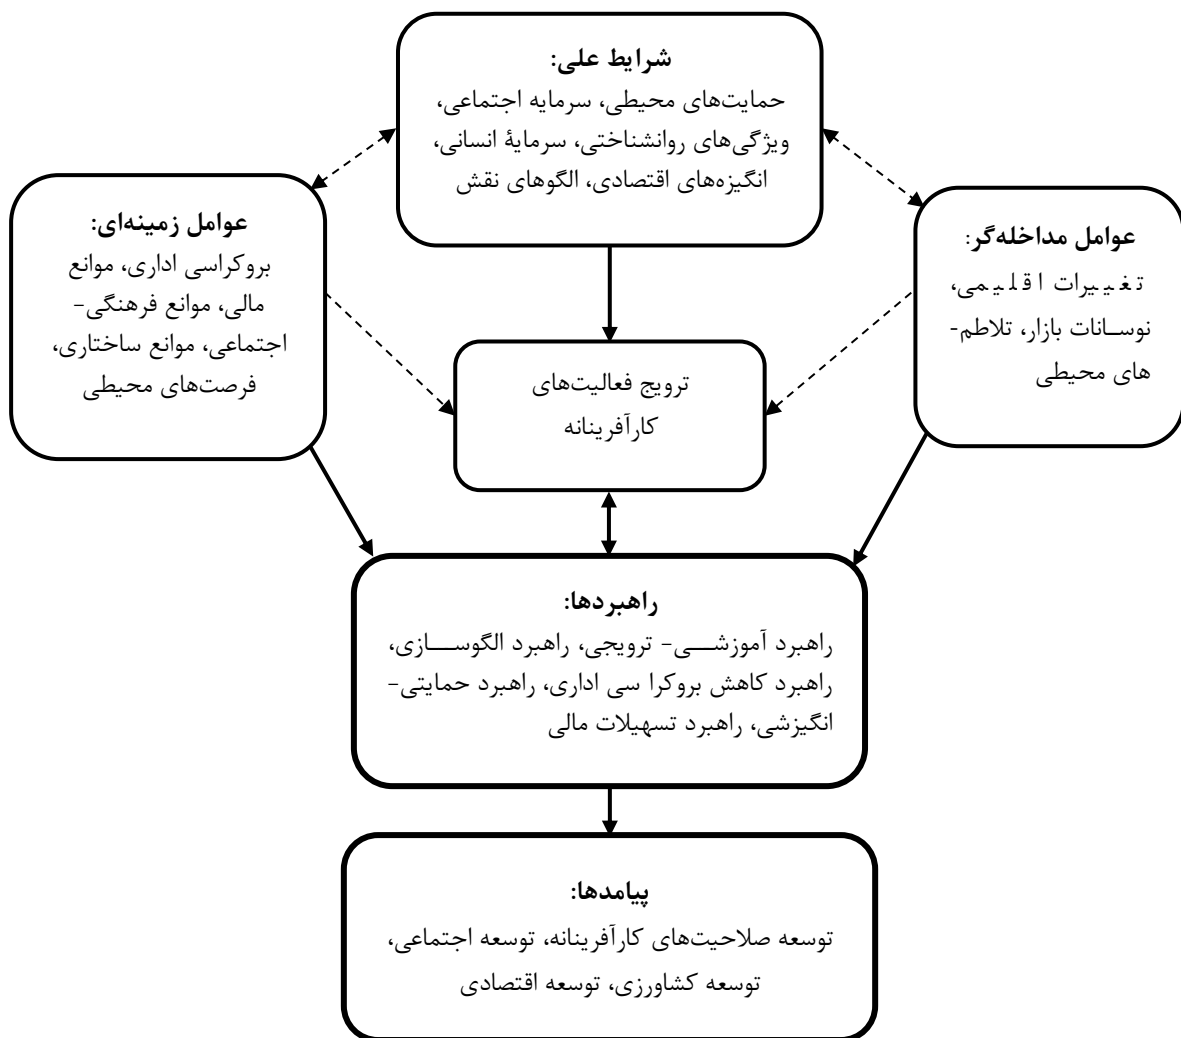 شرایط علی:
حمایت‌های محیطی، سرمایه اجتماعی،
ویژگی‌های روانشناختی، سرمایۀ انسانی،
انگیزه‌های اقتصادی، الگوهای نقش
عوامل مداخله‌گر:
تغییرات اقلیمی،
نوسانات بازار، تلاطم-
های محیطی
عوامل زمینه‌ای:
بروکراسی اداری، موانع
مالی، موانع فرهنگی-
اجتماعی، موانع ساختاری،
فرصت‌های محیطی
ترویج فعالیت‌های
کارآفرینانه
راهبردها:
راهبرد آموزشی- ترویجی، راهبرد الگوسازی،
راهبرد کاهش بروکرا سی اداری، راهبرد حمایتی-
انگیزشی، راهبرد تسهیلات مالی
پیامدها:
توسعه صلاحیت‌های کارآفرینانه، توسعه اجتماعی،
توسعه کشاورزی، توسعه اقتصادی